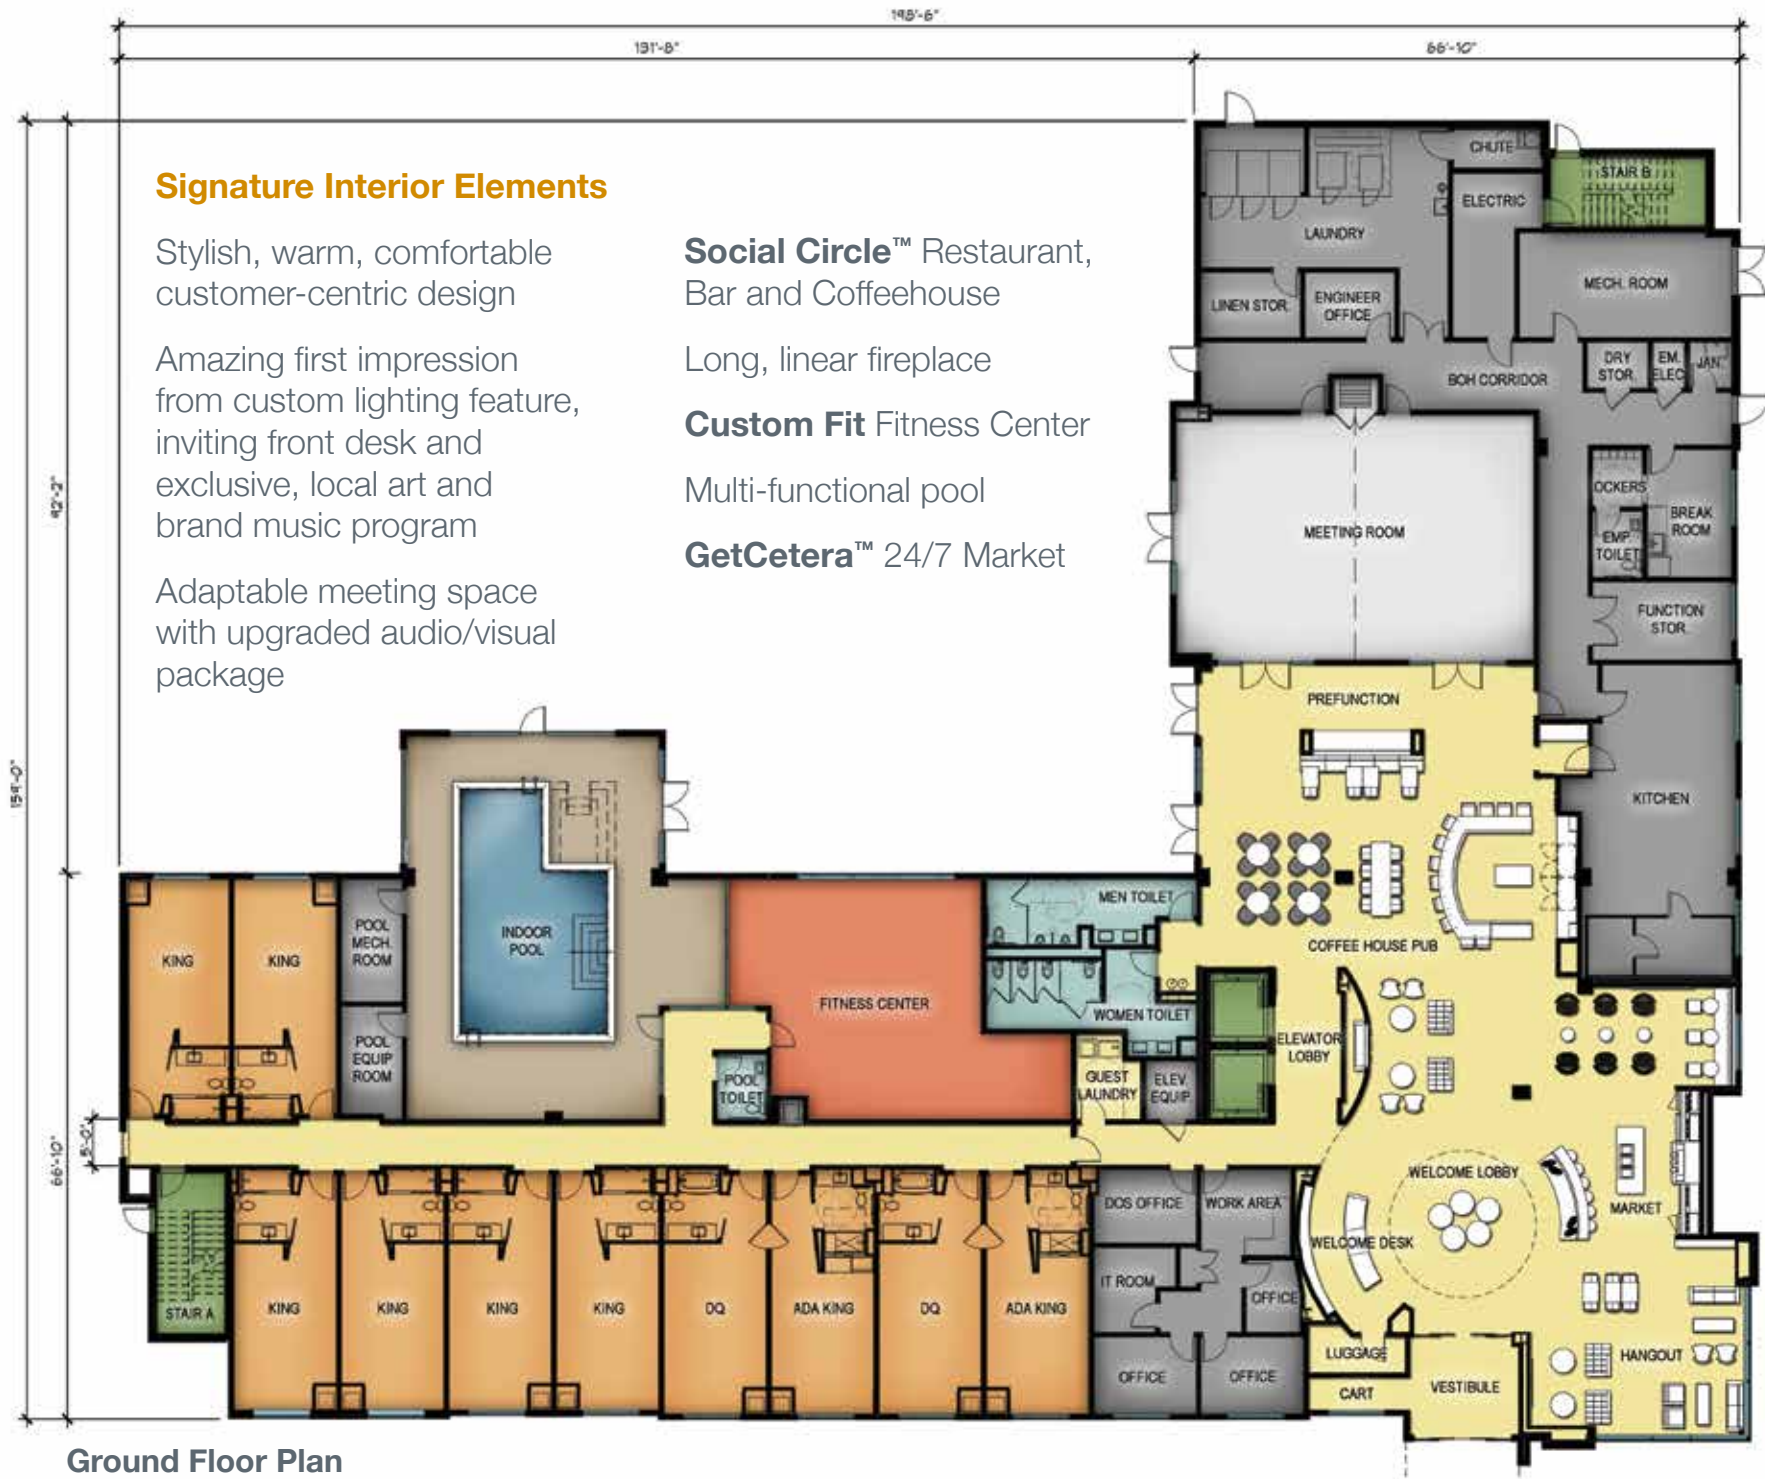 198'-6"
131'-8"
66'-10"
Signature Interior Elements
Stylish, warm, comfortable
customer-centric design
Amazing first impression
from custom lighting feature,
inviting front desk and
exclusive, local art and
brand music program
Adaptable meeting space
with upgraded audio/visual
package
Social Circle™ Restaurant,
Bar and Coffeehouse
Long, linear fireplace
Custom Fit Fitness Center
Multi-functional pool
GetCetera™ 24/7 Market
92'-2"
159'-0"
66'-10"
5'-0"
CHUTE
STAIR B
ELECTRIC
LAUNDRY
MECH. ROOM
LINEN STOR.
ENGINEER
OFFICE
BOH CORRIDOR
DRY
STOR.
EM.
ELEC
JAN.
MEETING ROOM
OCKERS
BREAK
ROOM
EMP
TOILET
FUNCTION
STOR.
PREFUNCTION
KITCHEN
COFFEE HOUSE PUB
KING
KING
POOL
MECH.
ROOM
POOL
EQUIP
ROOM
INDOOR
POOL
FITNESS CENTER
MEN TOILET
WOMEN TOILET
POOL
TOILET
GUEST
LAUNDRY
ELEV.
EQUIP.
ELEVATOR
LOBBY
WELCOME LOBBY
MARKET
WELCOME DESK
STAIR A
KING
KING
KING
KING
DQ
ADA KING
DQ
ADA KING
DOS OFFICE
WORK AREA
IT ROOM
OFFICE
OFFICE
OFFICE
LUGGAGE
CART
VESTIBULE
HANGOUT
Ground Floor Plan